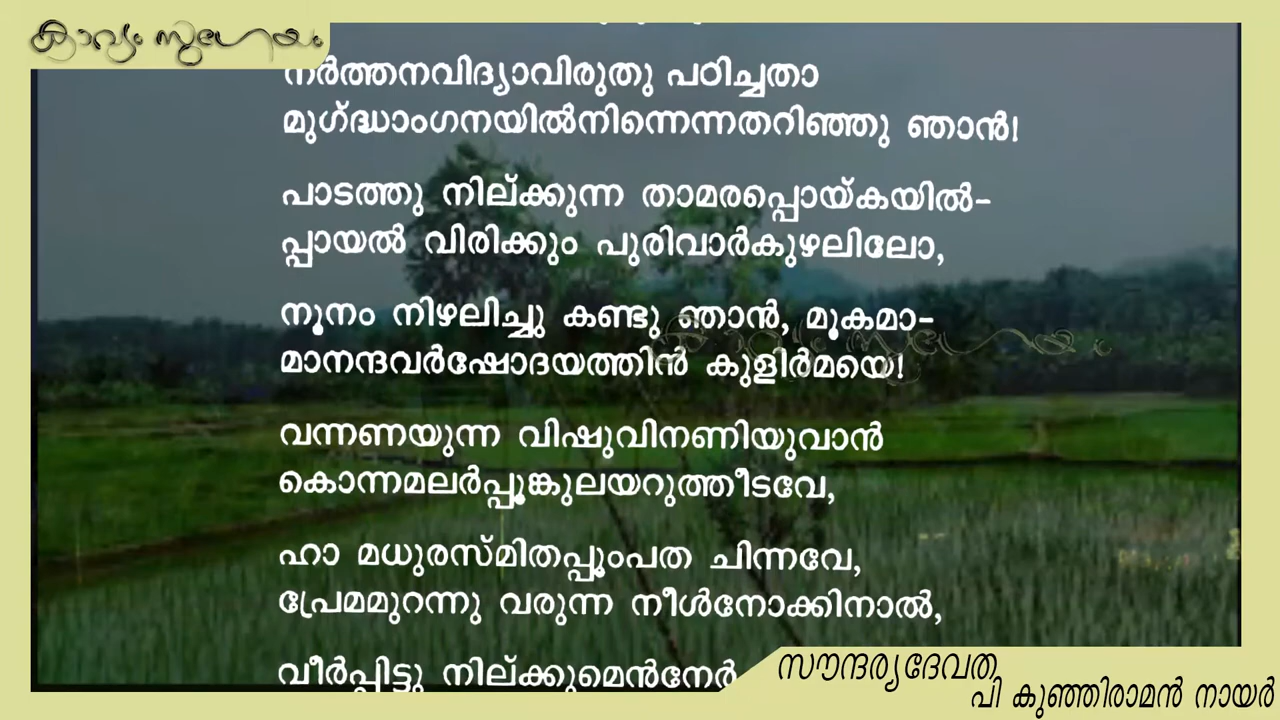 കാവ്യം സുഗേയം
നർത്തനവിദ്യാവിരുതു പഠിച്ചതാ
മുഗ്ദ്ധാംഗനയിൽനിന്നെന്നതറിഞ്ഞു ഞാൻ!
പാടത്തു നില്ക്കുന്ന താമരപ്പൊയ്കയിൽ-
പ്പായൽ വിരിക്കും പുരിവാർകുഴലിലോ,
നൂനം നിഴലിച്ചു കണ്ടു ഞാൻ, മൂകമാ-
മാനന്ദവർഷോദയത്തിൻ കുളിർമയെ!
വന്നണയുന്ന വിഷുവിനണിയുവാൻ
കൊന്നമലർപ്പൂങ്കുലയറുത്തീടവേ,
ഹാ മധുരസ്മിതപ്പൂംപത ചിന്നവേ,
പ്രേമമുറന്നു വരുന്ന നീൾനോക്കിനാൽ,
വീർപ്പിട്ടു നില്ക്കുമെൻനേർ
സൗന്ദര്യദേവത
പി കുഞ്ഞിരാമൻ നായർ